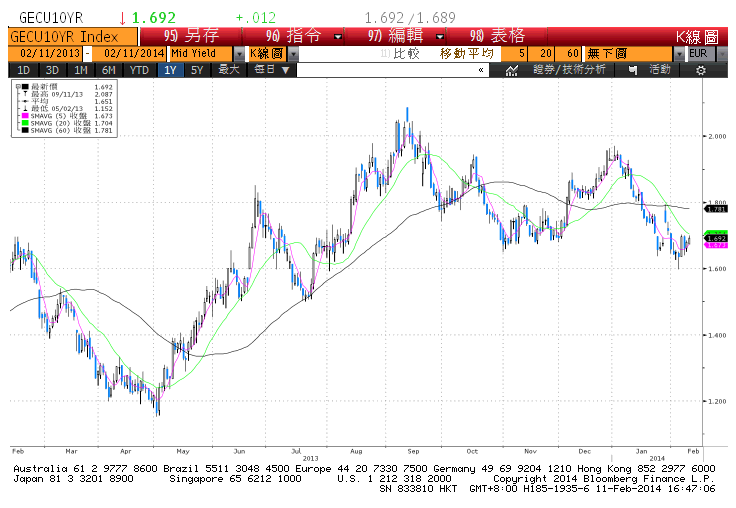 GECU10YR ↓ 1.692 +.012 1.692/1.689
GECU10YR Index 95) 另存 96) 指令 97) 編輯 98) 表格 K線圖
02/11/2013 - 02/11/2014 Mid Yield K線圖 比較 移動平均 5 20 60 無下圖 EUR
1D 3D 1M 6M YTD 1Y 5Y 最大 每日 ▼ « 證券/技術分析 活動
最新價 1.692
最高 09/11/13 2.087
平均 1.651
最低 05/02/13 1.152
SMAVG (5) 收盤 1.673
SMAVG (20) 收盤 1.704
SMAVG (60) 收盤 1.781
2.000
1.800
1.781
1.692
1.673
1.600
1.400
1.200
Feb Mar Apr May Jun Jul Aug Sep Oct Nov Dec Jan Feb
2013 2014
Australia 61 2 9777 8600 Brazil 5511 3048 4500 Europe 44 20 7330 7500 Germany 49 69 9204 1210 Hong Kong 852 2977 6000
Japan 81 3 3201 8900 Singapore 65 6212 1000 U.S. 1 212 318 2000 Copyright 2014 Bloomberg Finance L.P.
SN 833810 HKT GMT+8:00 H185-1935-6 11-Feb-2014 16:47:06